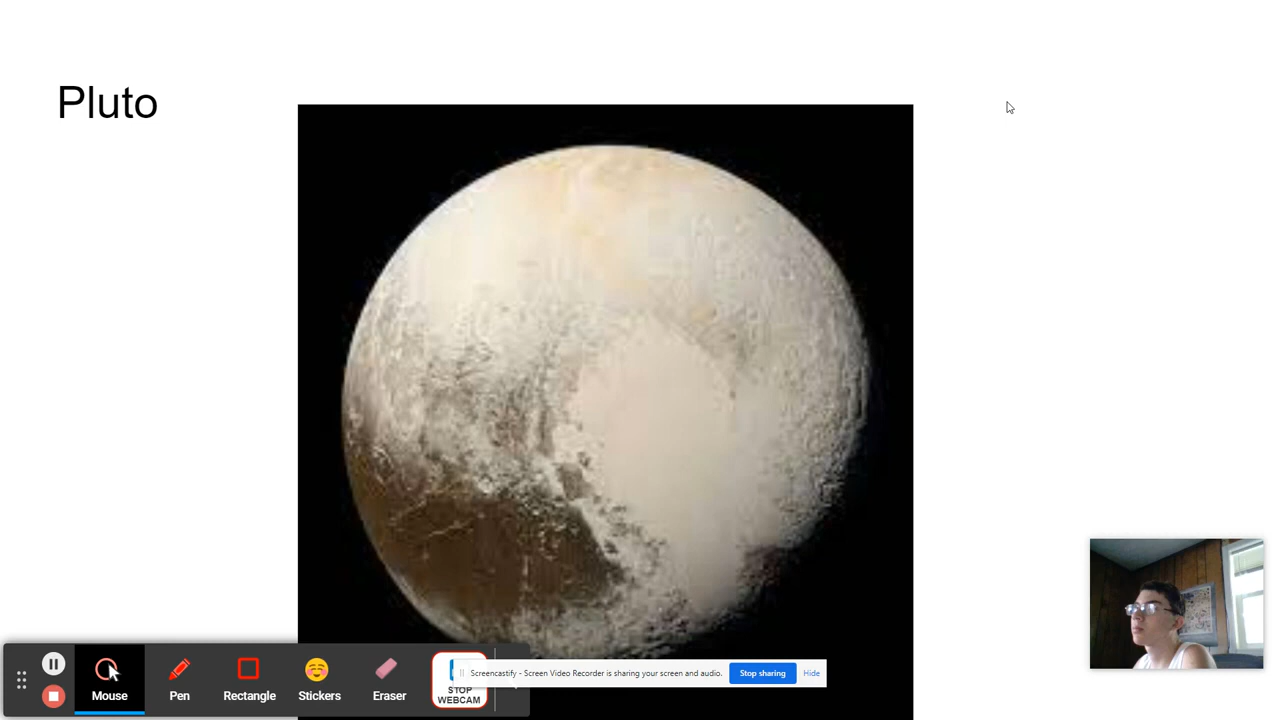 Pluto
Screencastify - Screen Video Recorder is sharing your screen and audio.
Stop sharing
Hide
Mouse
Pen
Rectangle
Stickers
Eraser
STOP
WEBCAM